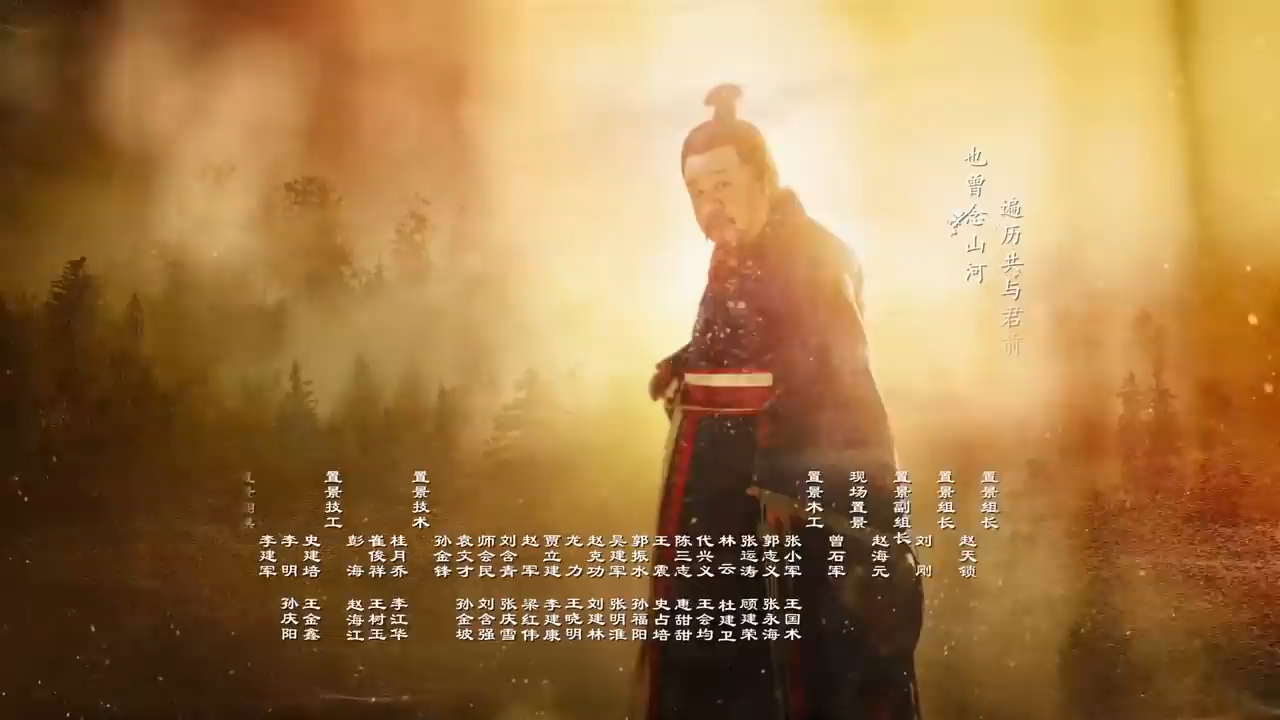 遍历共与君前
也曾念山河
置景组长
赵天锁
置景组长
刘刚
置景副组长
赵海元
现场置景
曾石军
置景木工
张小军
郭志义
张运涛
林云
代兴义
陈三志
王震
郭振水
吴建军
赵克功
龙力
贾立建
赵军
刘含青
师会民
袁文才
孙金锋
王国术
张永海
顾建荣
杜建卫
王会均
惠甜甜
史占培
孙福阳
张明淮
刘建林
王晓明
李建康
梁红伟
张庆雪
刘含强
孙金坡
置景技术
桂月乔
崔俊祥
彭海
李江华
王树玉
赵海江
置景技工
史建培
李明
李建军
王金鑫
孙庆阳